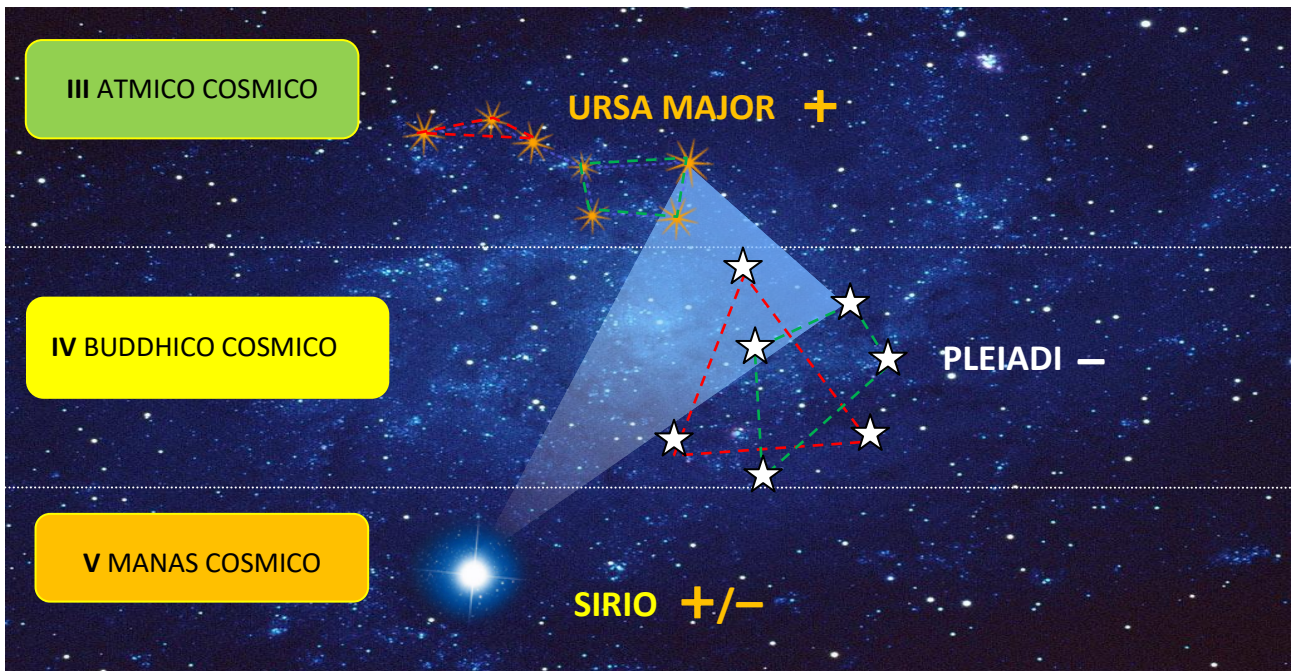 III ATMICO COSMICO
URSA MAJOR +
IV BUDDHICO COSMICO
PLEIADI –
V MANAS COSMICO
SIRIO +/–